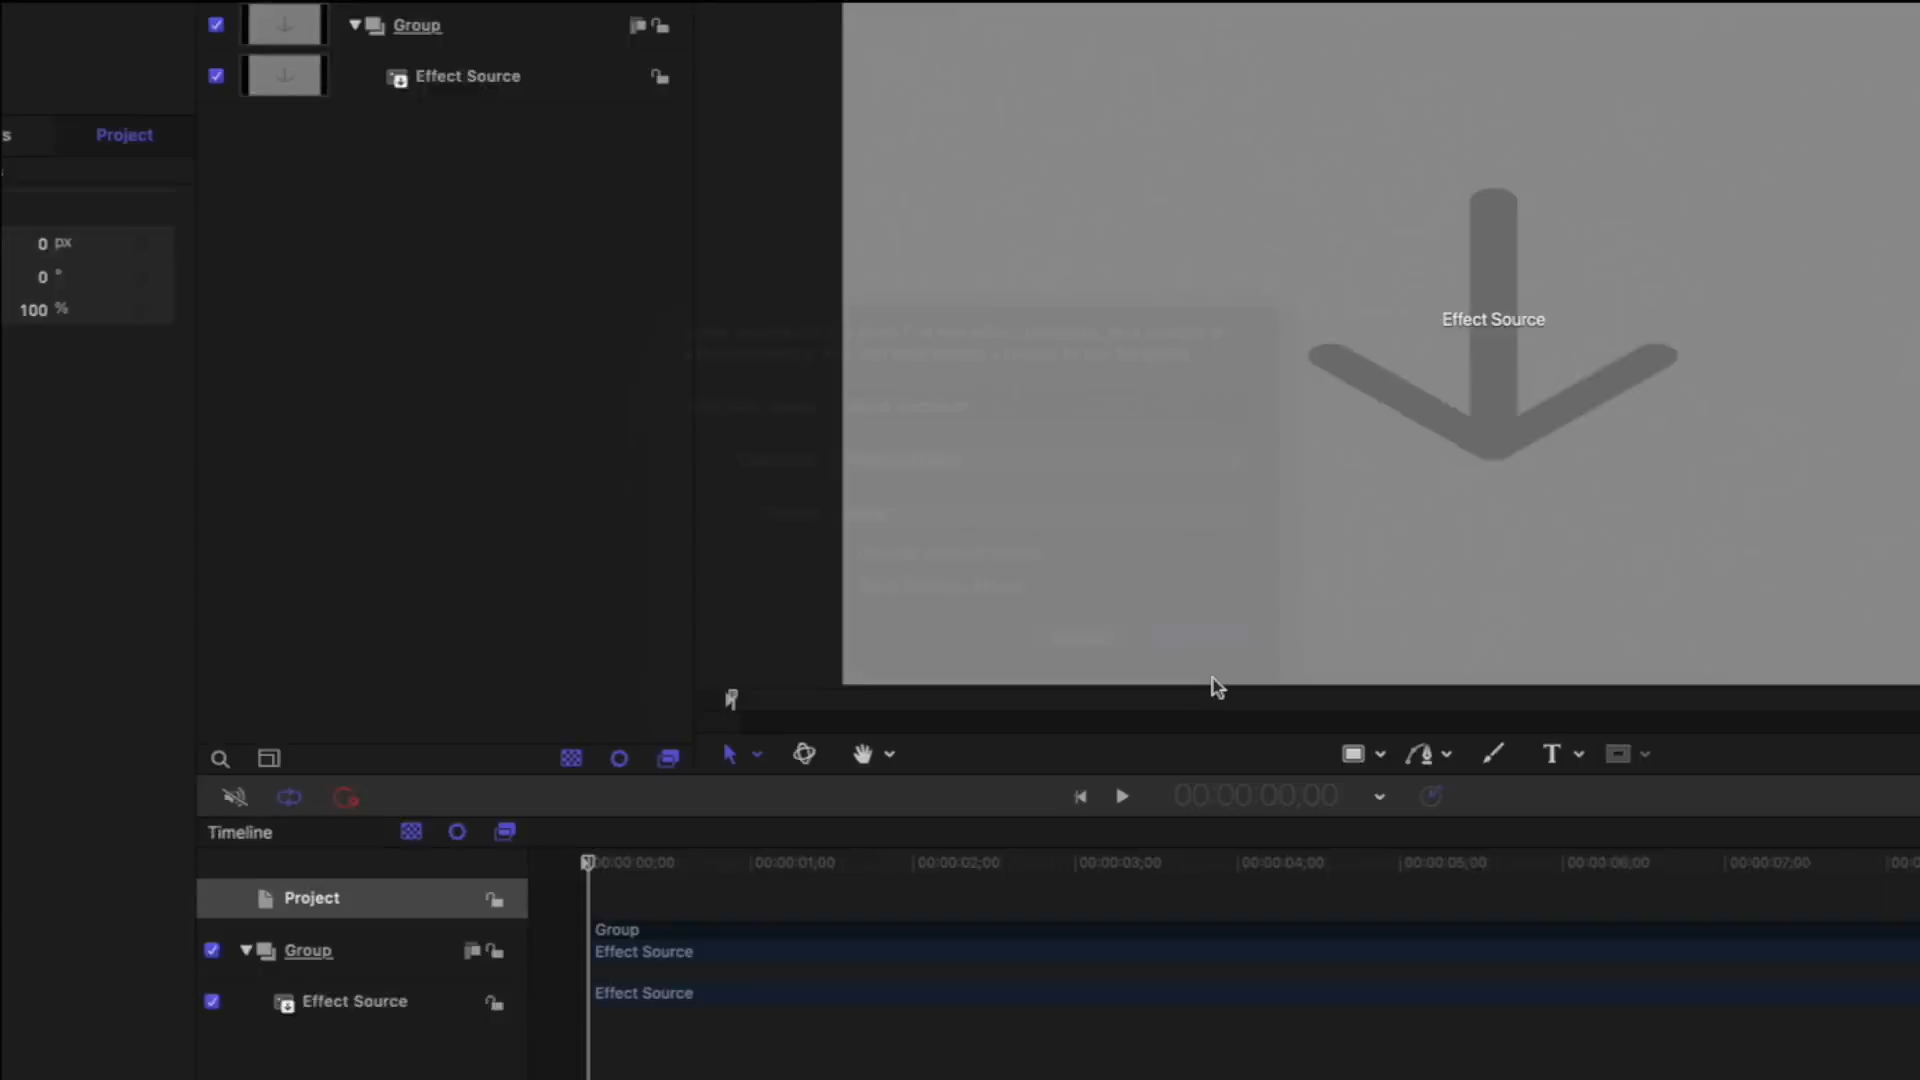 Group
Effect Source
s
Project
0 px
0 °
100 %
Effect Source
T
00:00:00;00
Timeline
00:00:00;00
00:00:01;00
00:00:02;00
00:00:03;00
00:00:04;00
00:00:05;00
00:00:06;00
00:00:07;00
Project
Group
Group
Effect Source
Effect Source
Effect Source